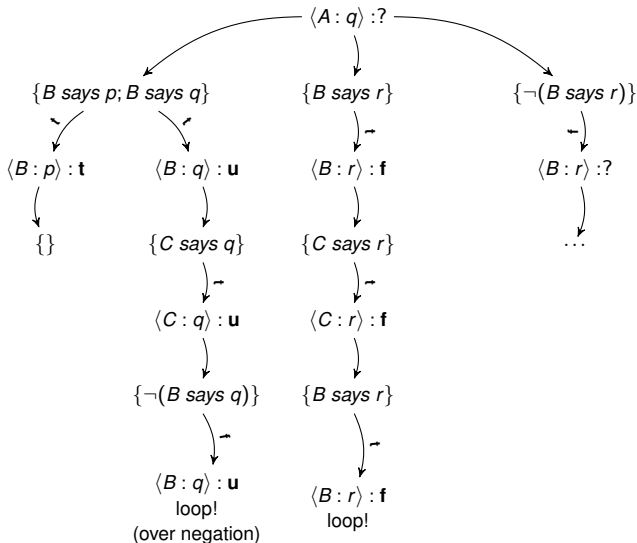 ⟨A : q⟩ :?
{B says p; B says q} {B says r} {¬(B says r)}
t t t f
⟨B : p⟩ : t ⟨B : q⟩ : u ⟨B : r⟩ : f ⟨B : r⟩ :?
{} {C says q} {C says r} ...
t t
⟨C : q⟩ : u ⟨C : r⟩ : f
{¬(B says q)} {B says r}
f t
⟨B : q⟩ : u ⟨B : r⟩ : f
loop! loop!
(over negation)